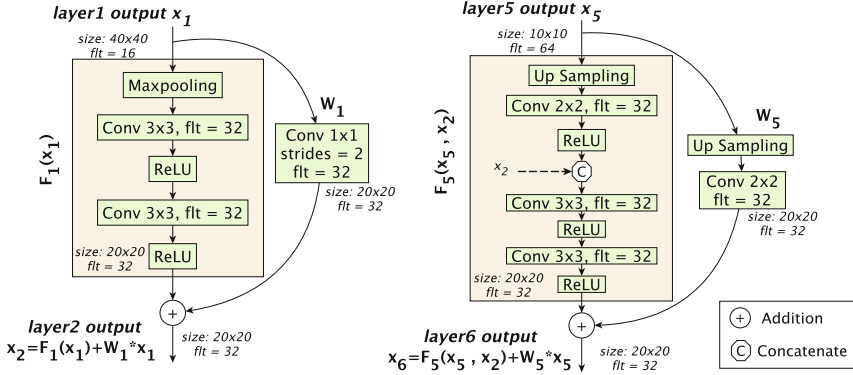 layer1 output x1
size: 40x40
flt = 16
Maxpooling
Conv 3x3, flt = 32
ReLU
Conv 3x3, flt = 32
size: 20x20
flt = 32
ReLU
F1(x1)
W1
Conv 1x1
strides = 2
flt = 32
size: 20x20
flt = 32
+
layer2 output
x2=F1(x1)+W1*x1
size: 20x20
flt = 32
layer5 output x5
size: 10x10
flt = 64
Up Sampling
Conv 2x2, flt = 32
ReLU
x2
C
Conv 3x3, flt = 32
ReLU
Conv 3x3, flt = 32
size: 20x20
flt = 32
ReLU
F5(x5 , x2)
W5
Up Sampling
Conv 2x2
flt = 32
size: 20x20
flt = 32
+
layer6 output
x6=F5(x5 , x2)+W5*x5
size: 20x20
flt = 32
+ Addition
C Concatenate